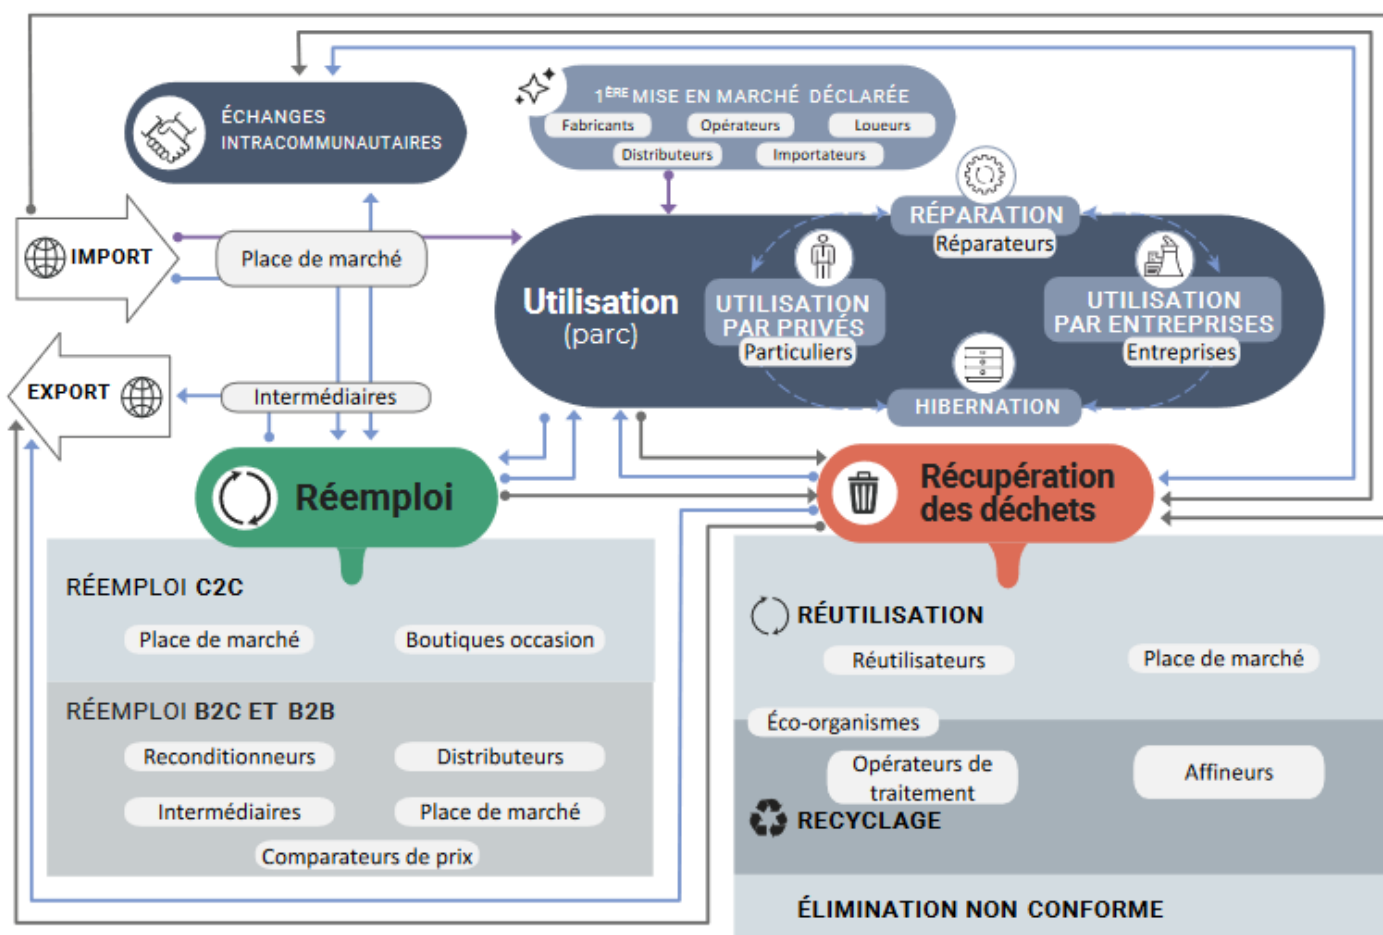 ÉCHANGES
INTRACOMMUNAUTAIRES
1ÈRE MISE EN MARCHÉ DÉCLARÉE
Fabricants
Opérateurs
Loueurs
Distributeurs
Importateurs
IMPORT
Place de marché
EXPORT
Intermédiaires
Utilisation
(parc)
RÉPARATION
Réparateurs
UTILISATION
PAR PRIVÉS
Particuliers
UTILISATION
PAR ENTREPRISES
Entreprises
HIBERNATION
Réemploi
RÉEMPLOI C2C
Place de marché
Boutiques occasion
RÉEMPLOI B2C ET B2B
Reconditionneurs
Distributeurs
Intermédiaires
Place de marché
Comparateurs de prix
Récupération
des déchets
RÉUTILISATION
Réutilisateurs
Place de marché
Éco-organismes
Opérateurs de
traitement
Affineurs
RECYCLAGE
ÉLIMINATION NON CONFORME